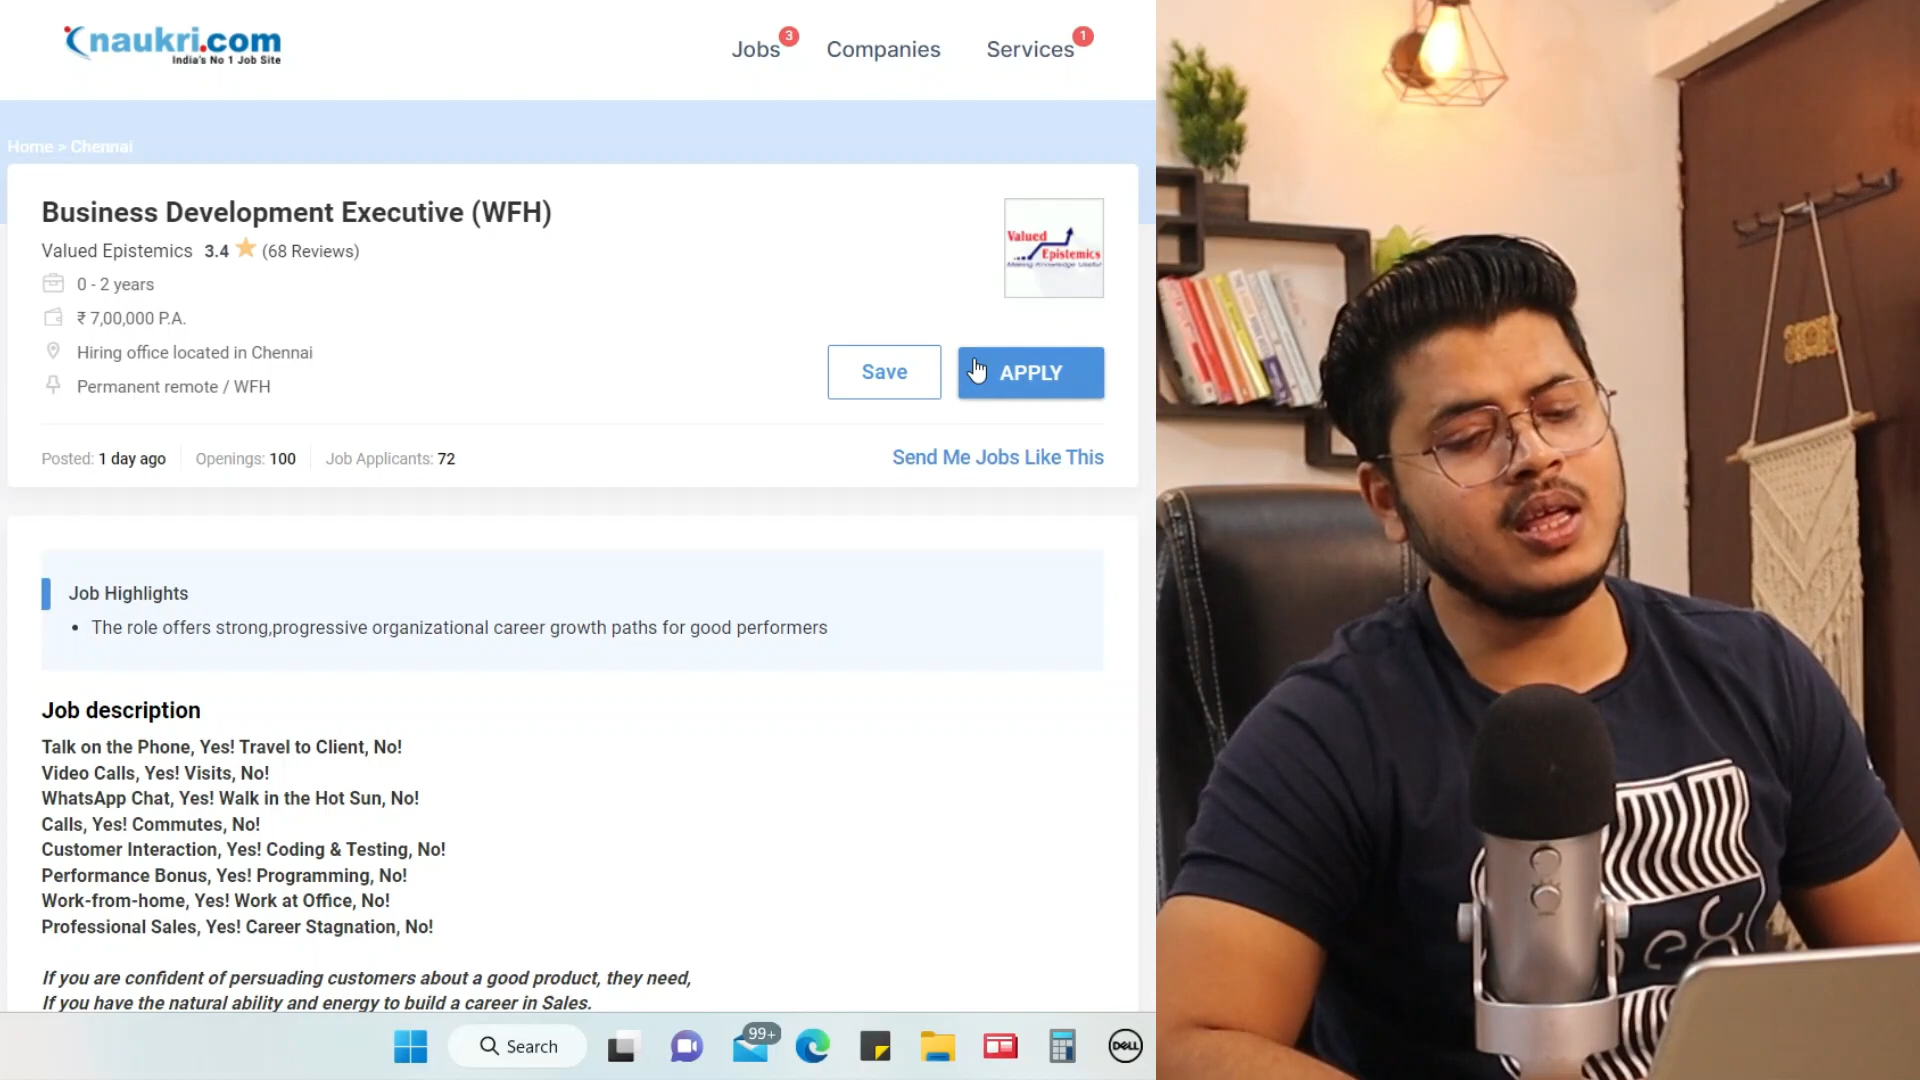 naukri.com
India's No 1 Job Site
Jobs 3
Companies
Services 1
Home > Chennai
Business Development Executive (WFH)
Valued Epistemics 3.4 (68 Reviews)
0 - 2 years
₹ 7,00,000 P.A.
Hiring office located in Chennai
Permanent remote / WFH
Valued
Epistemics
Making Knowledge Useful
Save
APPLY
Posted: 1 day ago
Openings: 100
Job Applicants: 72
Send Me Jobs Like This
Job Highlights
• The role offers strong,progressive organizational career growth paths for good performers
Job description
Talk on the Phone, Yes! Travel to Client, No!
Video Calls, Yes! Visits, No!
WhatsApp Chat, Yes! Walk in the Hot Sun, No!
Calls, Yes! Commutes, No!
Customer Interaction, Yes! Coding & Testing, No!
Performance Bonus, Yes! Programming, No!
Work-from-home, Yes! Work at Office, No!
Professional Sales, Yes! Career Stagnation, No!
If you are confident of persuading customers about a good product, they need,
If you have the natural ability and energy to build a career in Sales.
Search
99+
DELL